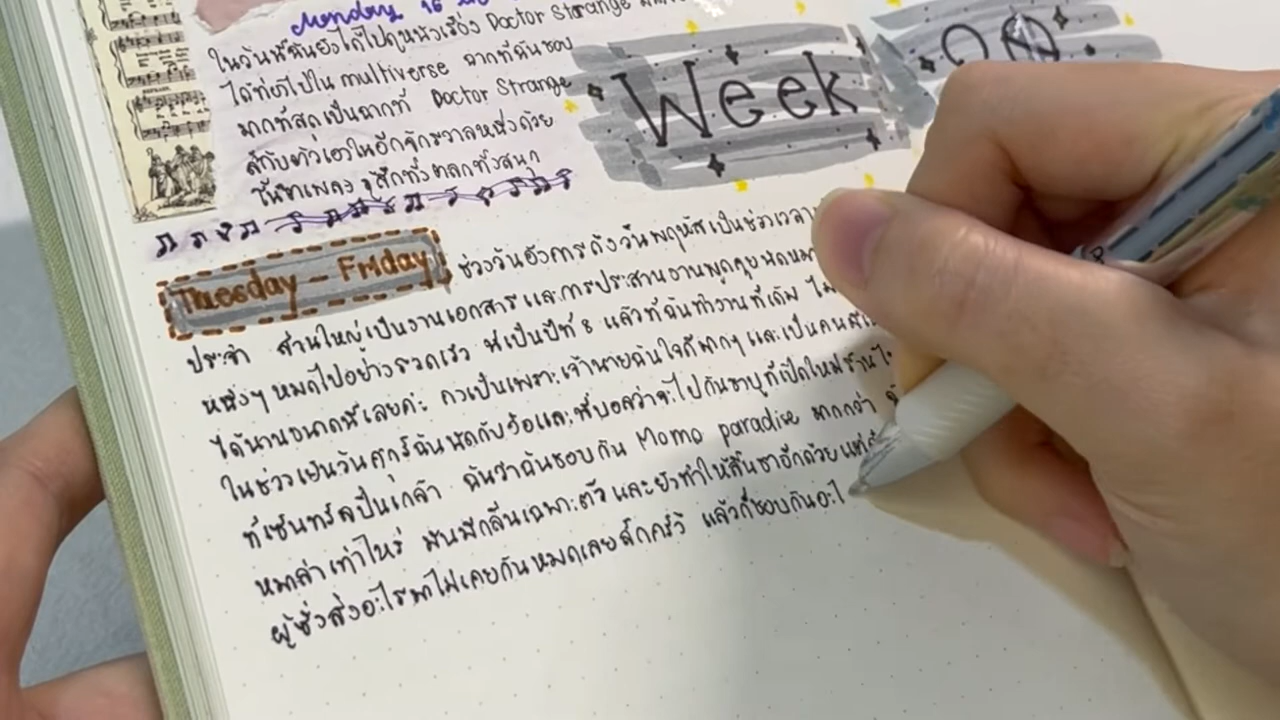 Monday 16
ในวันนี้ฉันยังได้ไปดูหนังเรื่อง Doctor Strange
ได้ท่องไปใน multiverse ฉากที่ฉันชอบ
มากที่สุดเป็นฉากที่ Doctor Strange
สู้กับตัวเองในอีกจักรวาลหนึ่งด้วย
โน้ตเพลง รู้สึกทึ่งตลกทั้งสนุก
Week
Tuesday - Friday
ช่วงวันอังคารถึงวันพฤหัสเป็นช่วงเวลา
ประจำ ส่วนใหญ่เป็นงานเอกสารและการประสานงานพูดคุยนัดหมาย
หนึ่งๆ หมดไปอย่างรวดเร็ว นี่เป็นปีที่ 8 แล้วที่ฉันทำงานที่เดิม ไม่
ได้นานขนาดนี้เลยค่ะ คงเป็นเพราะเจ้านายฉันใจดีมากๆ และเป็นคน
ในช่วงเย็นวันศุกร์ฉันนัดกับ และพี่บอสว่าจะไปกินชาบูที่เปิดใหม่ร้าน
ที่เซ็นทรัลปิ่นเกล้า ฉันว่าฉันชอบกิน Momo paradise มากกว่า
หมาล่าเท่าไหร่ มันมีกลิ่นเฉพาะตัว และยังทำให้ลิ้นชาอีกด้วย แต่
ผู้ซึ่งสั่งอะไรมาไม่เคยกินหมดเลยสักครั้ง แล้วก็ชอบกินอะไ